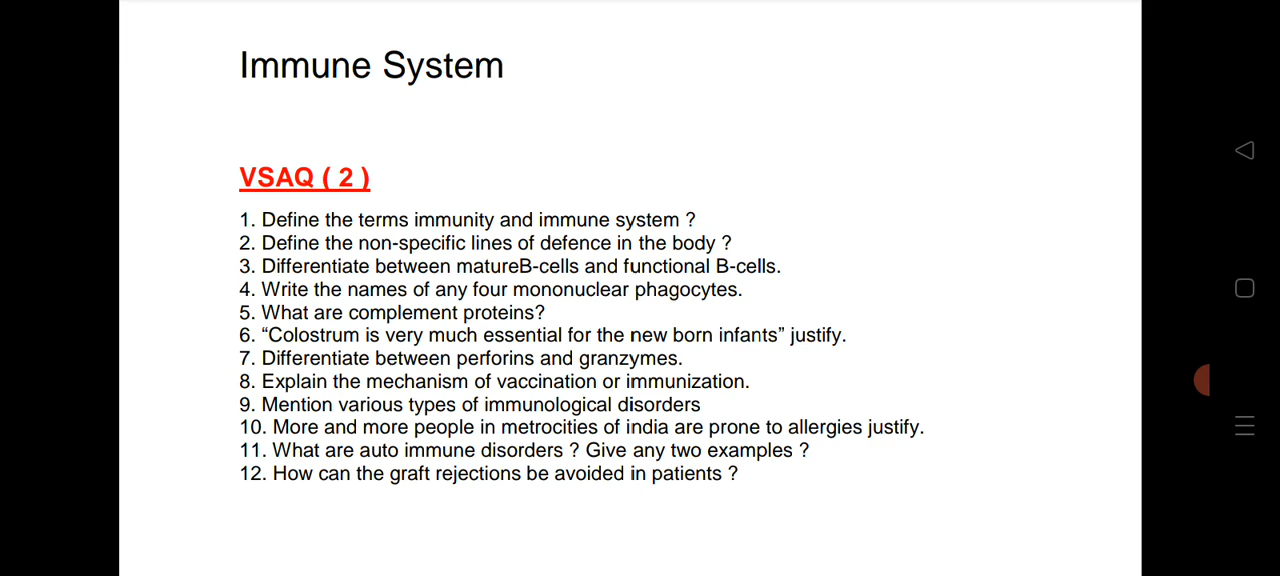 Immune System
VSAQ ( 2 )
1. Define the terms immunity and immune system ?
2. Define the non-specific lines of defence in the body ?
3. Differentiate between matureB-cells and functional B-cells.
4. Write the names of any four mononuclear phagocytes.
5. What are complement proteins?
6. “Colostrum is very much essential for the new born infants” justify.
7. Differentiate between perforins and granzymes.
8. Explain the mechanism of vaccination or immunization.
9. Mention various types of immunological disorders
10. More and more people in metrocities of india are prone to allergies justify.
11. What are auto immune disorders ? Give any two examples ?
12. How can the graft rejections be avoided in patients ?